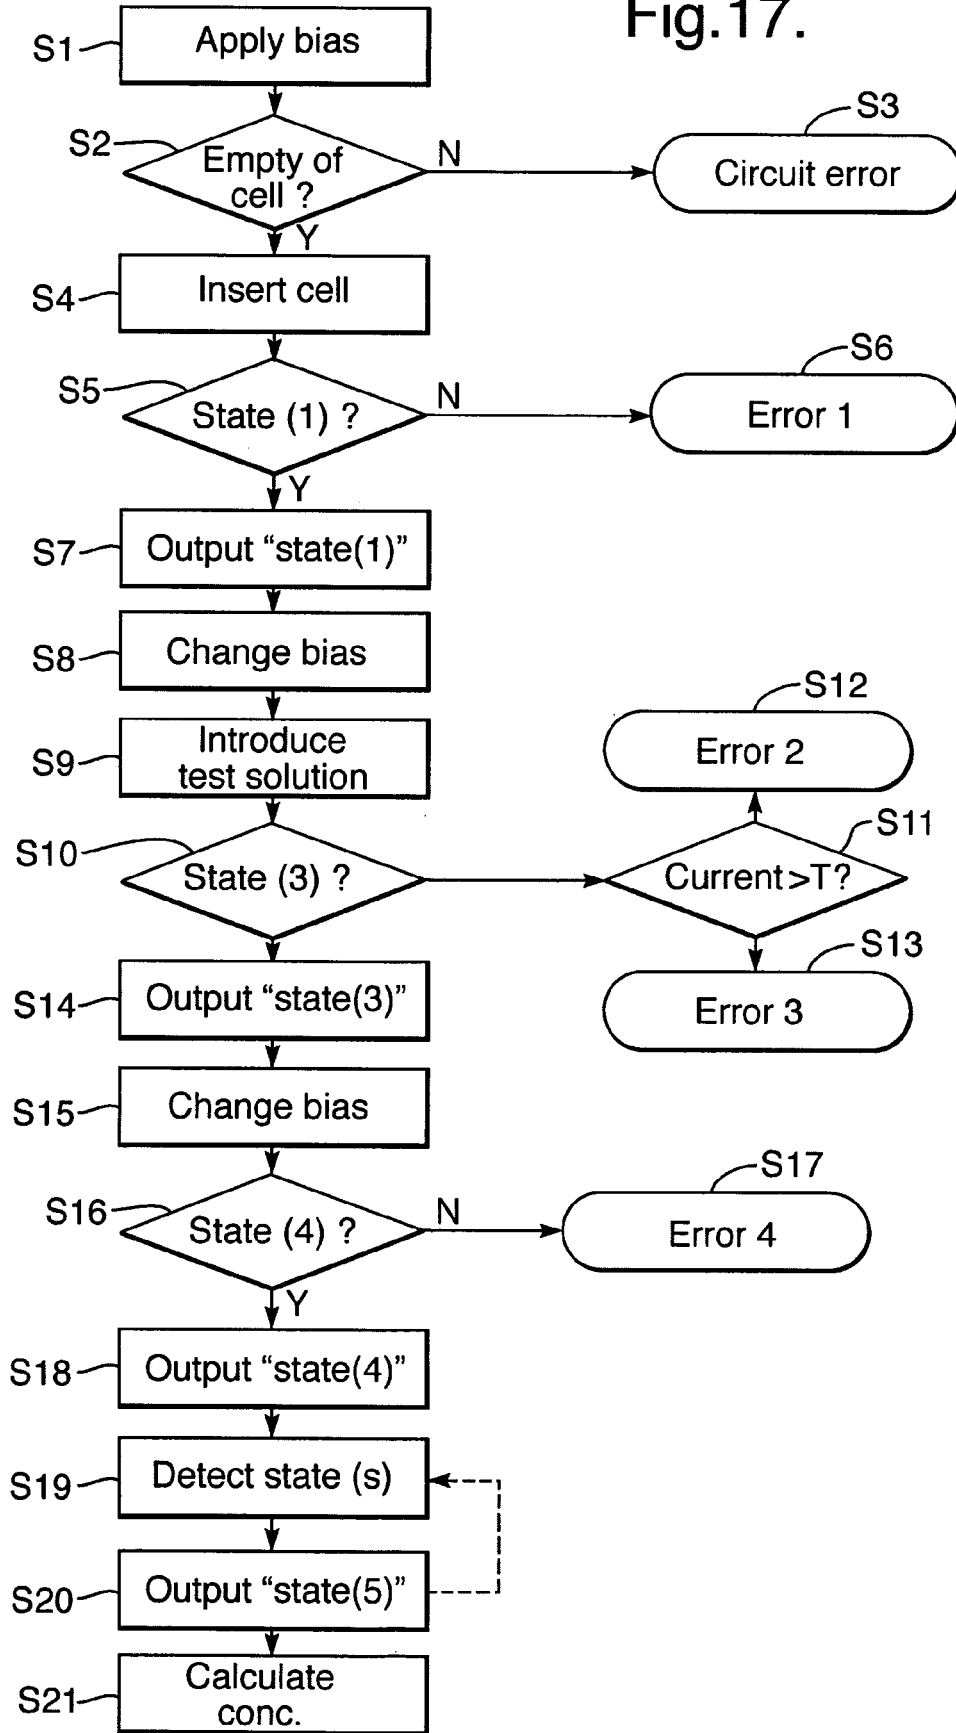 Fig.17.
S1
Apply bias
S2
Empty of
cell ?
N
S3
Circuit error
Y
S4
Insert cell
S5
State (1) ?
N
S6
Error 1
Y
S7
Output “state(1)”
S8
Change bias
S9
Introduce
test solution
S10
State (3) ?
S11
Current>T?
S12
Error 2
S13
Error 3
S14
Output “state(3)”
S15
Change bias
S16
State (4) ?
N
S17
Error 4
Y
S18
Output “state(4)”
S19
Detect state (s)
S20
Output “state(5)”
S21
Calculate
conc.